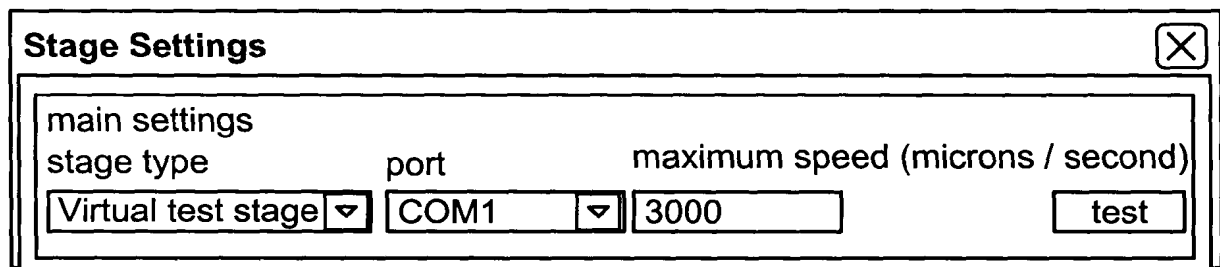 Stage Settings
main settings
stage type
port
maximum speed (microns / second)
Virtual test stage
COM1
3000
test